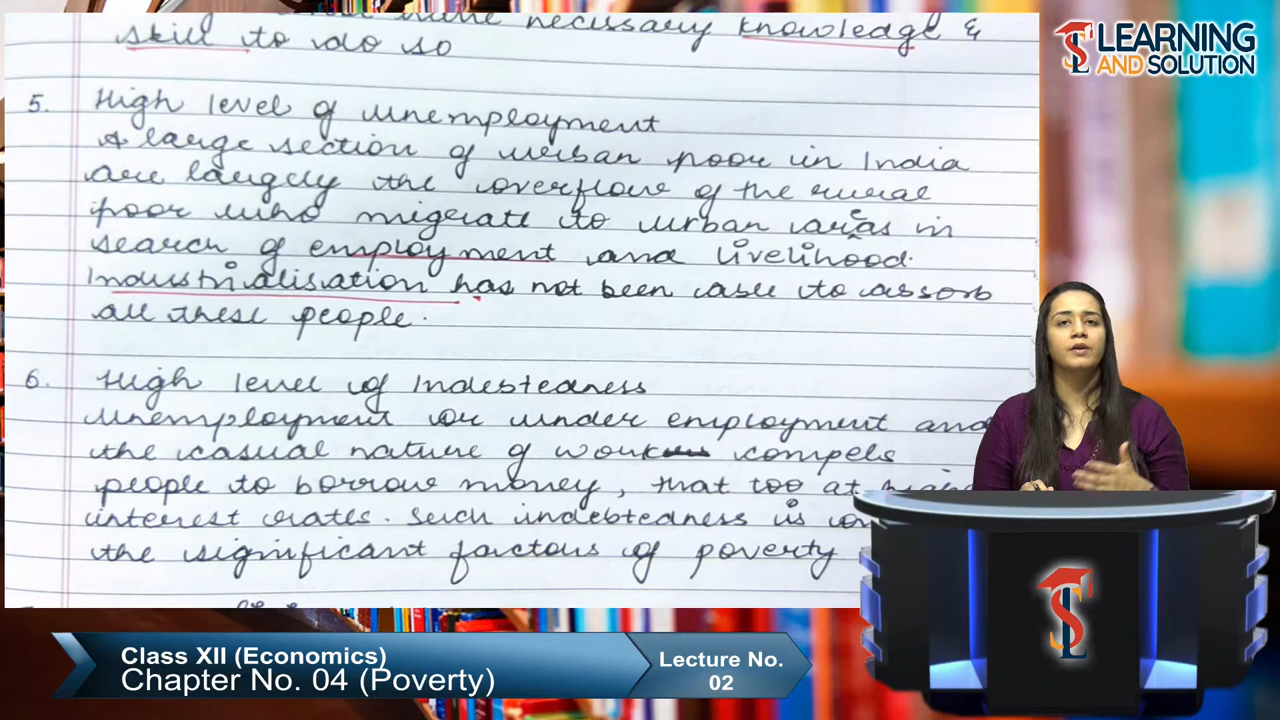 necessary knowledge &
skill to do so
5. High level of unemployment
A large section of urban poor in India
are largely the overflow of the rural
poor who migrate to urban areas in
search of employment and livelihood.
Industrialisation has not been able to absorb
all these people.
6. High level of Indebtedness
Unemployment or under employment and
the casual nature of work compels
people to borrow money, that too at
interest rates. Such indebtedness is
the significant factors of poverty
LEARNING
AND SOLUTION
Class XII (Economics)
Chapter No. 04 (Poverty)
Lecture No.
02